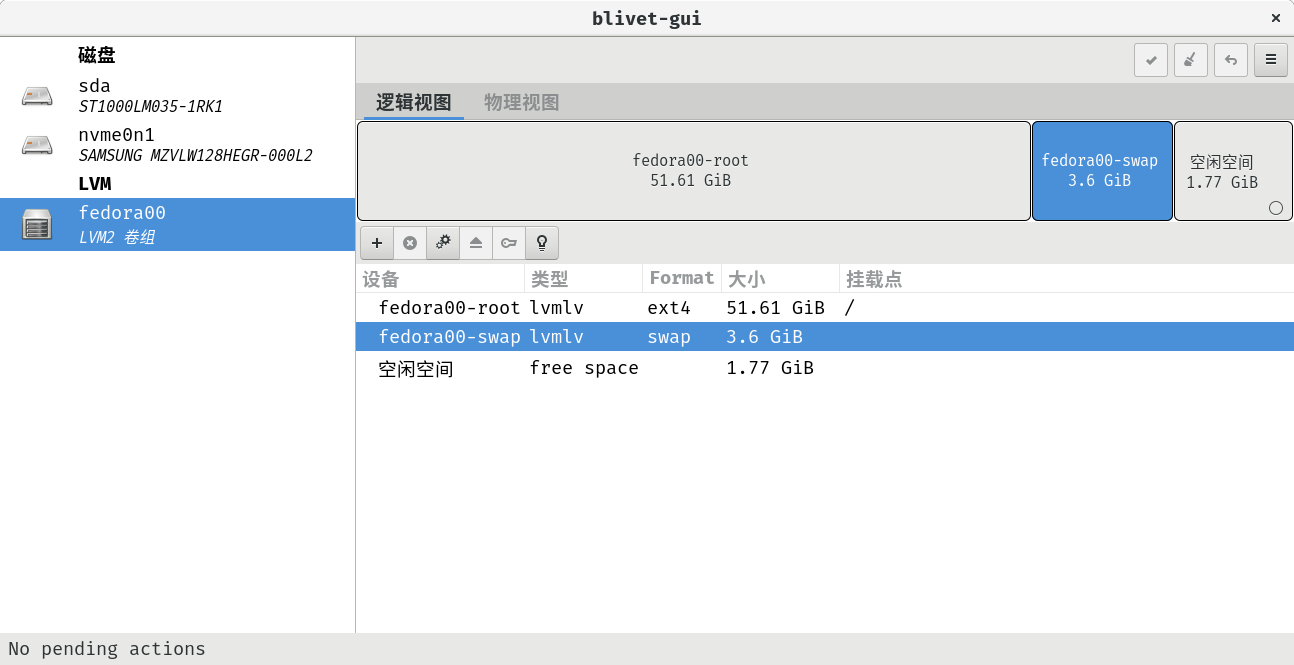 blivet-gui
磁盘
sda
ST1000LM035-1RK1
nvme0n1
SAMSUNG MZVLW128HEGR-000L2
LVM
fedora00
LVM2 卷组
逻辑视图 物理视图
fedora00-root
51.61 GiB
fedora00-swap
3.6 GiB
空闲空间
1.77 GiB
设备 类型 Format 大小 挂载点
fedora00-root lvmlv ext4 51.61 GiB /
fedora00-swap lvmlv swap 3.6 GiB
空闲空间 free space 1.77 GiB
No pending actions